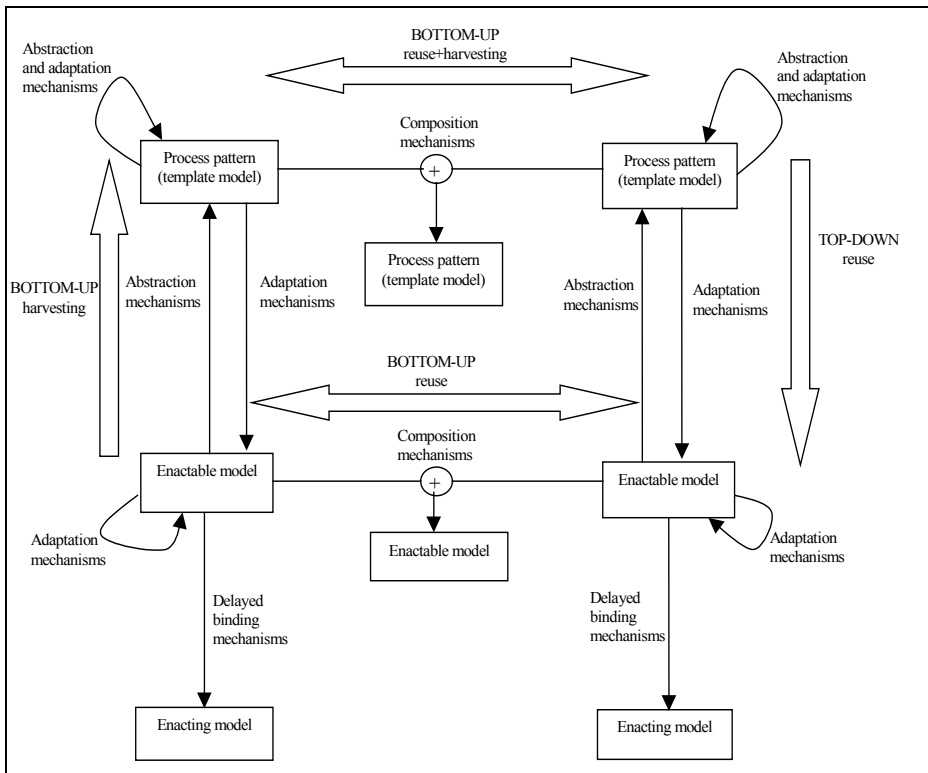 BOTTOM-UP
reuse+harvesting
Abstraction
and adaptation
mechanisms
Abstraction
and adaptation
mechanisms
Composition
mechanisms
Process pattern
(template model)
+
Process pattern
(template model)
Process pattern
(template model)
BOTTOM-UP
harvesting
Abstraction
mechanisms
Adaptation
mechanisms
Abstraction
mechanisms
Adaptation
mechanisms
TOP-DOWN
reuse
BOTTOM-UP
reuse
Composition
mechanisms
Enactable model
+
Enactable model
Enactable model
Adaptation
mechanisms
Adaptation
mechanisms
Delayed
binding
mechanisms
Delayed
binding
mechanisms
Enacting model
Enacting model